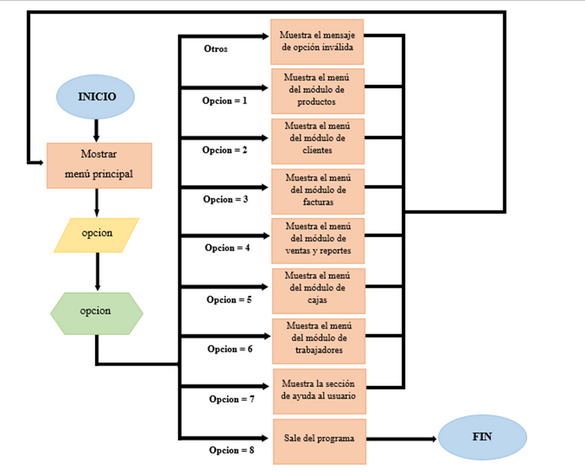 INICIO
Mostrar
menú principal
opcion
opcion
Otros
Muestra el mensaje
de opción inválida
Opcion = 1
Muestra el menú
del módulo de
productos
Opcion = 2
Muestra el menú
del módulo de
clientes
Opcion = 3
Muestra el menú
del módulo de
facturas
Opcion = 4
Muestra el menú
del módulo de
ventas y reportes
Opcion = 5
Muestra el menú
del módulo de
cajas
Opcion = 6
Muestra el menú
del módulo de
trabajadores
Opcion = 7
Muestra la sección
de ayuda al usuario
Opcion = 8
Sale del programa
FIN